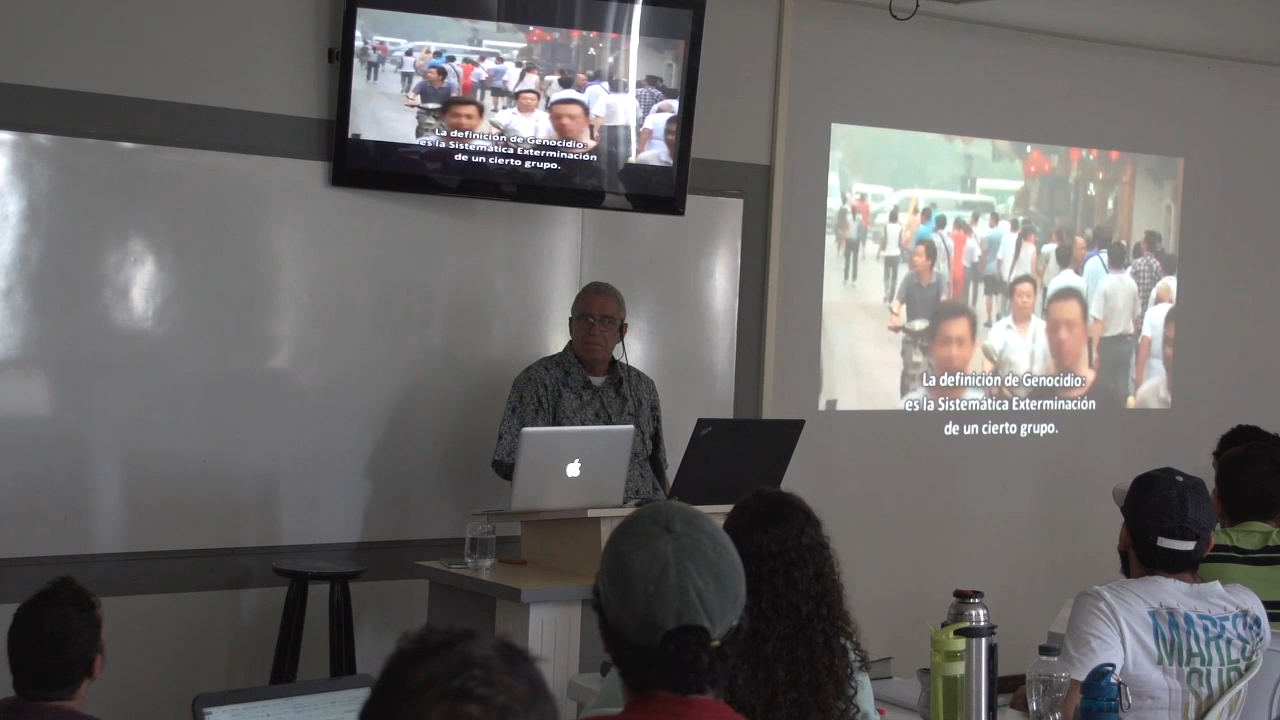 La definición de Genocidio:
es la Sistemática Exterminación
de un cierto grupo.
La definición de Genocidio:
es la Sistemática Exterminación
de un cierto grupo.